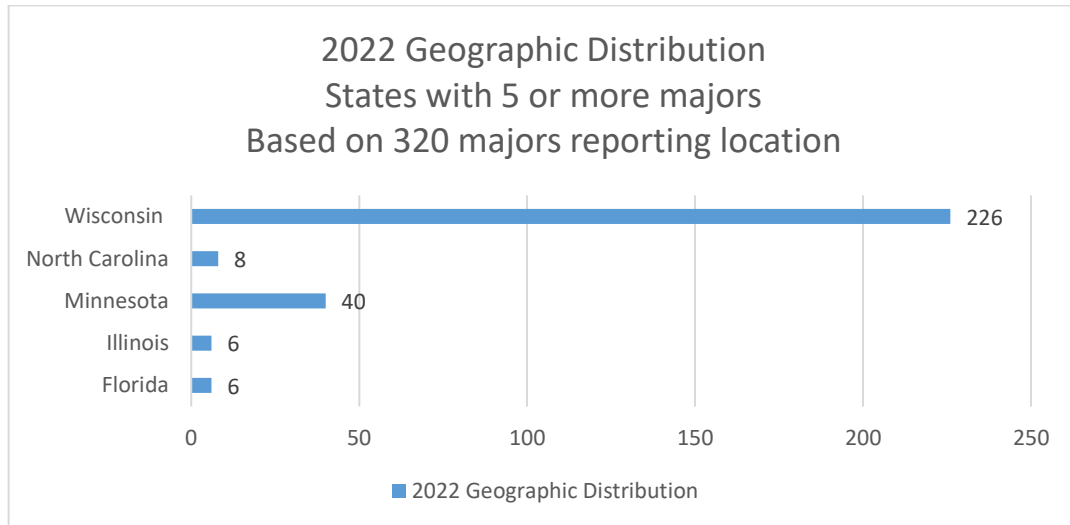 2022 Geographic Distribution
States with 5 or more majors
Based on 320 majors reporting location
Wisconsin 226
North Carolina 8
Minnesota 40
Illinois 6
Florida 6
0 50 100 150 200 250
2022 Geographic Distribution